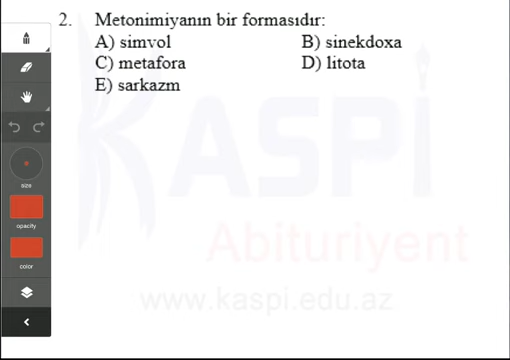 2. Metonimiyanın bir formasıdır:
A) simvol B) sinekdoxa
C) metafora D) litota
E) sarkazm
KASPİ
Abituriyent
www.kaspi.edu.az
size
opacity
color